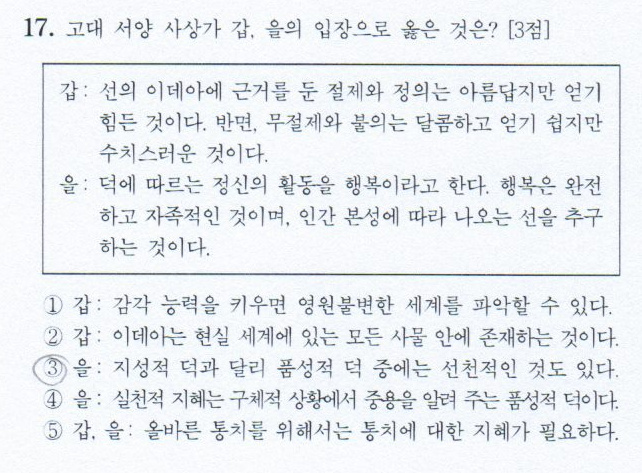 17. 고대 서양 사상가 갑, 을의 입장으로 옳은 것은? [3점]
갑: 선의 이데아에 근거를 둔 절제와 정의는 아름답지만 얻기
힘든 것이다. 반면, 무절제와 불의는 달콤하고 얻기 쉽지만
수치스러운 것이다.
을: 덕에 따르는 정신의 활동을 행복이라고 한다. 행복은 완전
하고 자족적인 것이며, 인간 본성에 따라 나오는 선을 추구
하는 것이다.
① 갑: 감각 능력을 키우면 영원불변한 세계를 파악할 수 있다.
② 갑: 이데아는 현실 세계에 있는 모든 사물 안에 존재하는 것이다.
③ 을: 지성적 덕과 달리 품성적 덕 중에는 선천적인 것도 있다.
④ 을: 실천적 지혜는 구체적 상황에서 중용을 알려 주는 품성적 덕이다.
⑤ 갑, 을: 올바른 통치를 위해서는 통치에 대한 지혜가 필요하다.